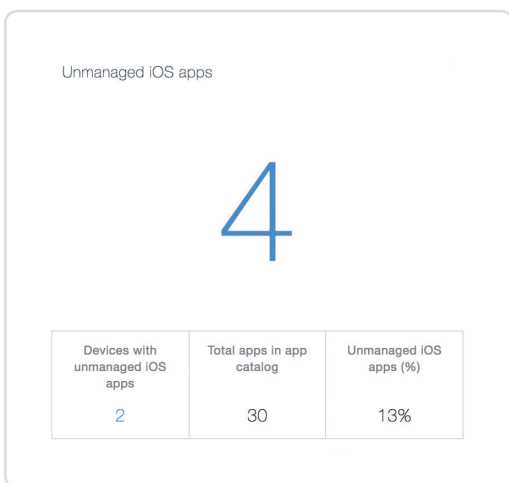 Unmanaged iOS apps
4
Devices with
unmanaged iOS
apps
2
Total apps in app
catalog
30
Unmanaged iOS
apps (%)
13%